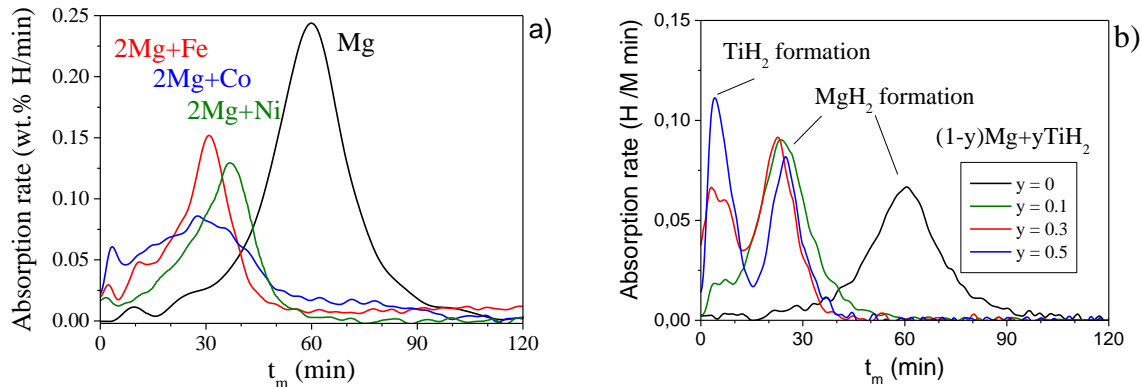 a)
Absorption rate (wt.% H/min)
0.25
0.20
0.15
0.10
0.05
0.00
2Mg+Fe
2Mg+Co
2Mg+Ni
Mg
0 30 60 90 120
t_m (min)
b)
Absorption rate (H /M min)
0,15
0,10
0,05
0,00
TiH₂ formation
MgH₂ formation
(1-y)Mg+yTiH₂
y = 0
y = 0.1
y = 0.3
y = 0.5
0 30 60 90 120
t_m (min)